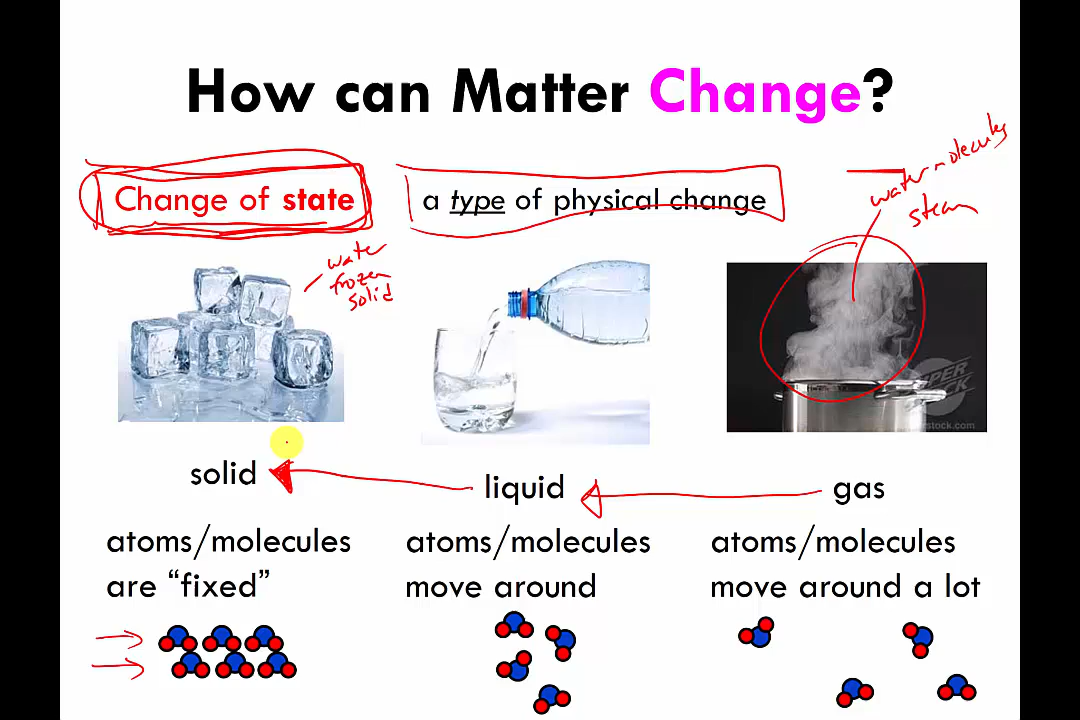 How can Matter Change?
Change of state
a type of physical change
water molecules
steam
water
frozen
solid
solid
liquid
gas
atoms/molecules
are “fixed”
atoms/molecules
move around
atoms/molecules
move around a lot